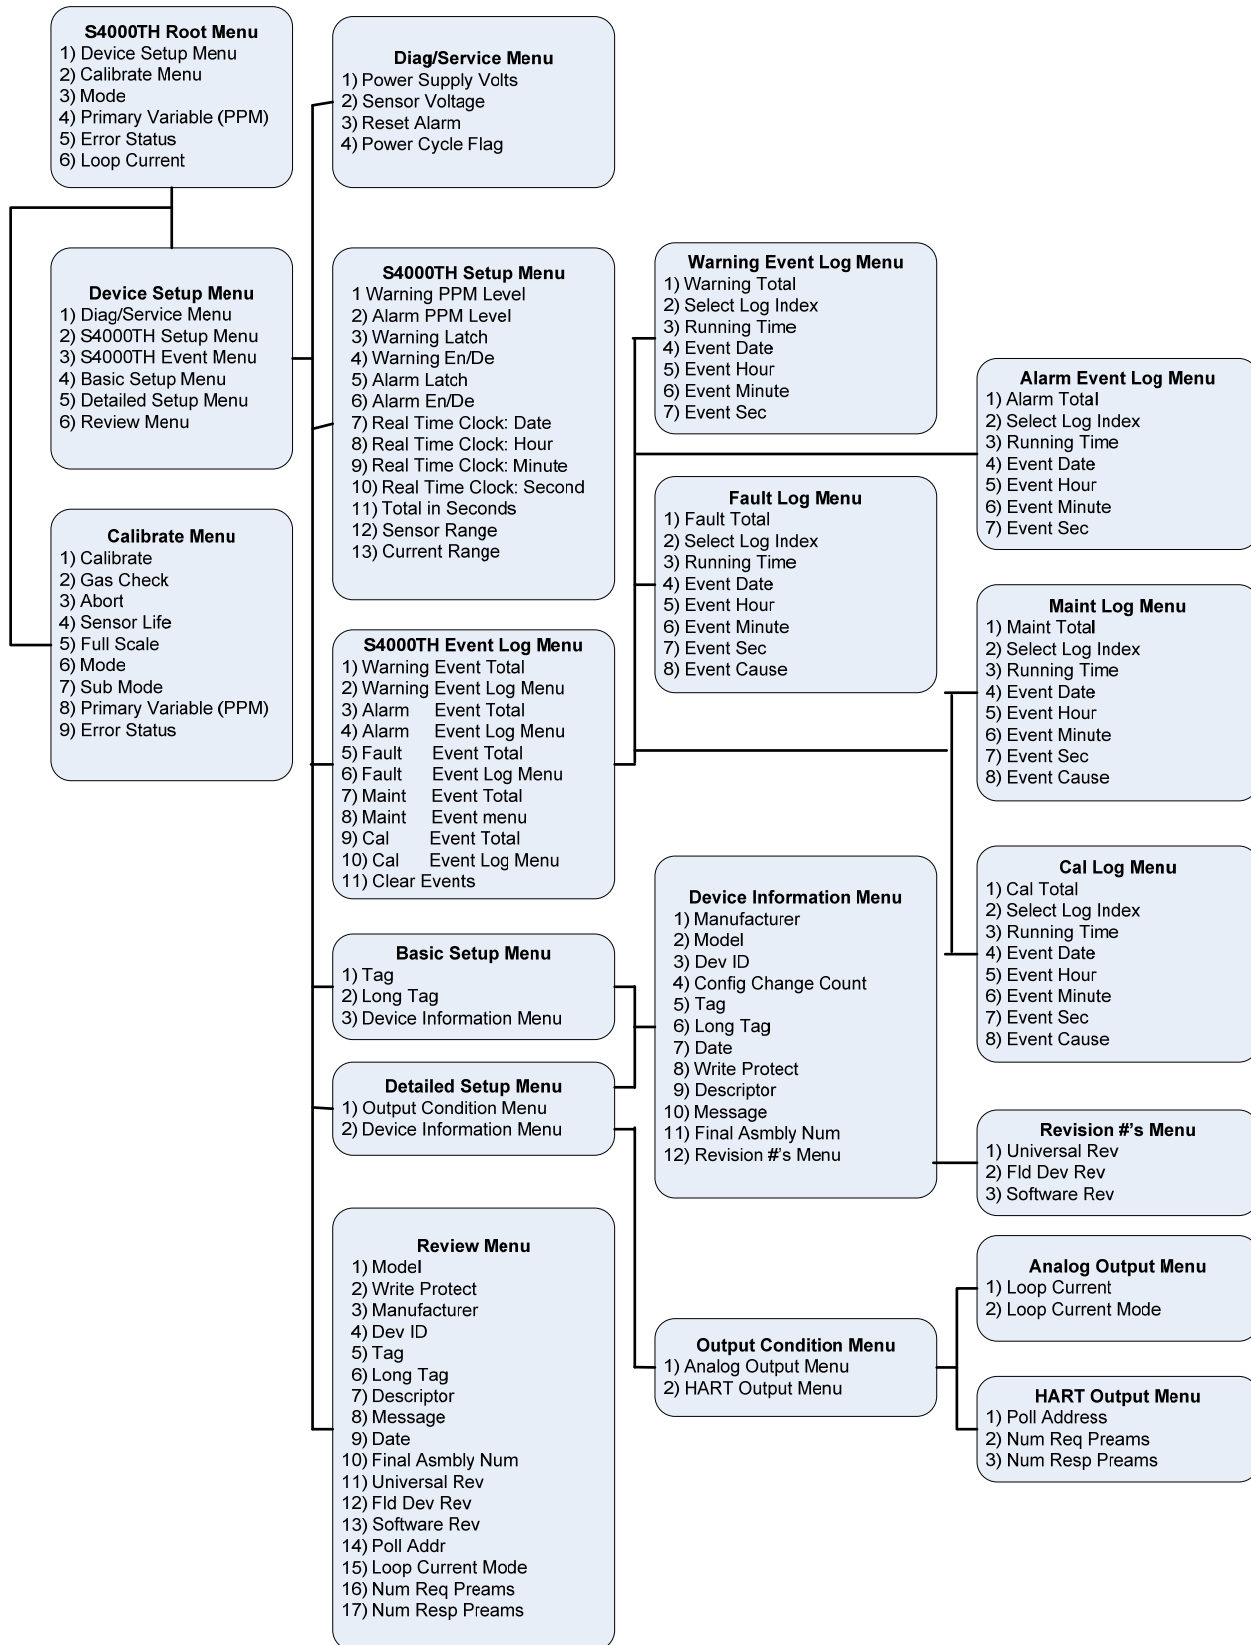 S4000TH Root Menu
1) Device Setup Menu
2) Calibrate Menu
3) Mode
4) Primary Variable (PPM)
5) Error Status
6) Loop Current
Device Setup Menu
1) Diag/Service Menu
2) S4000TH Setup Menu
3) S4000TH Event Menu
4) Basic Setup Menu
5) Detailed Setup Menu
6) Review Menu
Calibrate Menu
1) Calibrate
2) Gas Check
3) Abort
4) Sensor Life
5) Full Scale
6) Mode
7) Sub Mode
8) Primary Variable (PPM)
9) Error Status
Diag/Service Menu
1) Power Supply Volts
2) Sensor Voltage
3) Reset Alarm
4) Power Cycle Flag
S4000TH Setup Menu
1 Warning PPM Level
2) Alarm PPM Level
3) Warning Latch
4) Warning En/De
5) Alarm Latch
6) Alarm En/De
7) Real Time Clock: Date
8) Real Time Clock: Hour
9) Real Time Clock: Minute
10) Real Time Clock: Second
11) Total in Seconds
12) Sensor Range
13) Current Range
S4000TH Event Log Menu
1) Warning Event Total
2) Warning Event Log Menu
3) Alarm Event Total
4) Alarm Event Log Menu
5) Fault Event Total
6) Fault Event Log Menu
7) Maint Event Total
8) Maint Event menu
9) Cal Event Total
10) Cal Event Log Menu
11) Clear Events
Basic Setup Menu
1) Tag
2) Long Tag
3) Device Information Menu
Detailed Setup Menu
1) Output Condition Menu
2) Device Information Menu
Review Menu
1) Model
2) Write Protect
3) Manufacturer
4) Dev ID
5) Tag
6) Long Tag
7) Descriptor
8) Message
9) Date
10) Final Asmbly Num
11) Universal Rev
12) Fld Dev Rev
13) Software Rev
14) Poll Addr
15) Loop Current Mode
16) Num Req Preams
17) Num Resp Preams
Warning Event Log Menu
1) Warning Total
2) Select Log Index
3) Running Time
4) Event Date
5) Event Hour
6) Event Minute
7) Event Sec
Fault Log Menu
1) Fault Total
2) Select Log Index
3) Running Time
4) Event Date
5) Event Hour
6) Event Minute
7) Event Sec
8) Event Cause
Device Information Menu
1) Manufacturer
2) Model
3) Dev ID
4) Config Change Count
5) Tag
6) Long Tag
7) Date
8) Write Protect
9) Descriptor
10) Message
11) Final Asmbly Num
12) Revision #'s Menu
Output Condition Menu
1) Analog Output Menu
2) HART Output Menu
Alarm Event Log Menu
1) Alarm Total
2) Select Log Index
3) Running Time
4) Event Date
5) Event Hour
6) Event Minute
7) Event Sec
Maint Log Menu
1) Maint Total
2) Select Log Index
3) Running Time
4) Event Date
5) Event Hour
6) Event Minute
7) Event Sec
8) Event Cause
Cal Log Menu
1) Cal Total
2) Select Log Index
3) Running Time
4) Event Date
5) Event Hour
6) Event Minute
7) Event Sec
8) Event Cause
Revision #'s Menu
1) Universal Rev
2) Fld Dev Rev
3) Software Rev
Analog Output Menu
1) Loop Current
2) Loop Current Mode
HART Output Menu
1) Poll Address
2) Num Req Preams
3) Num Resp Preams